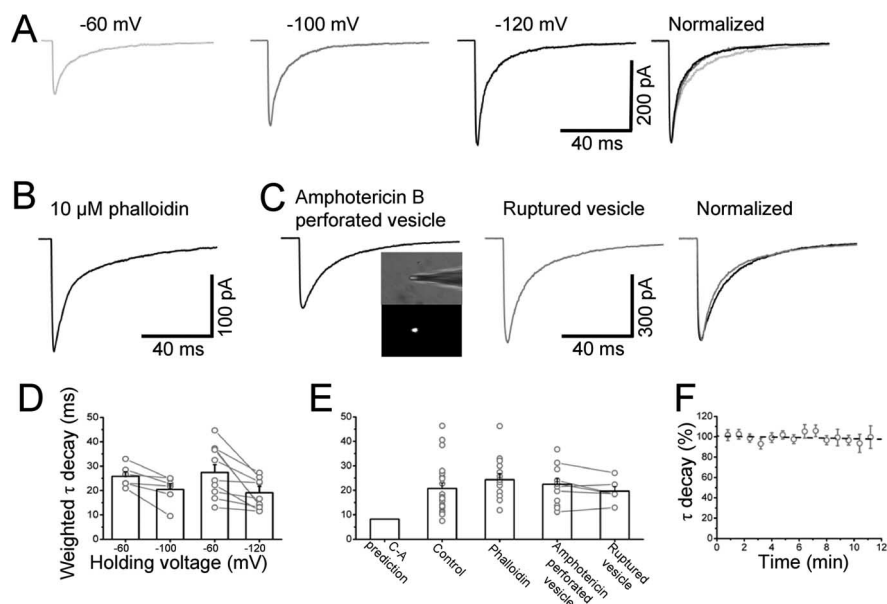 A
-60 mV
-100 mV
-120 mV
Normalized
200 pA
40 ms
B
10 µM phalloidin
100 pA
40 ms
C
Amphotericin B
perforated vesicle
Ruptured vesicle
Normalized
300 pA
40 ms
D
Weighted τ decay (ms)
50
40
30
20
10
0
-60
-100
-60
-120
Holding voltage (mV)
E
50
40
30
20
10
0
C-A
prediction
Control
Phalloidin
Amphotericin
perforated
vesicle
Ruptured
vesicle
F
τ decay (%)
120
100
80
60
40
20
0
0
2
4
6
8
10
12
Time (min)